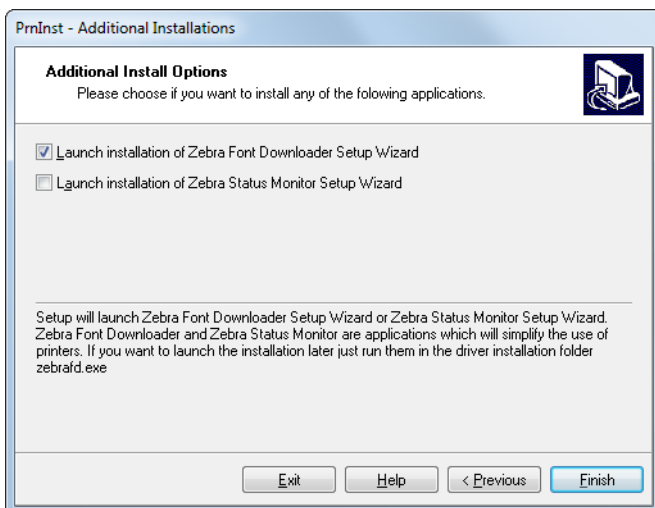 PrnInst - Additional Installations
Additional Install Options
Please choose if you want to install any of the folowing applications.
Launch installation of Zebra Font Downloader Setup Wizard
Launch installation of Zebra Status Monitor Setup Wizard
Setup will launch Zebra Font Downloader Setup Wizard or Zebra Status Monitor Setup Wizard.
Zebra Font Downloader and Zebra Status Monitor are applications which will simplify the use of
printers. If you want to launch the installation later just run them in the driver installation folder
zebrafd.exe
Exit
Help
< Previous
Finish